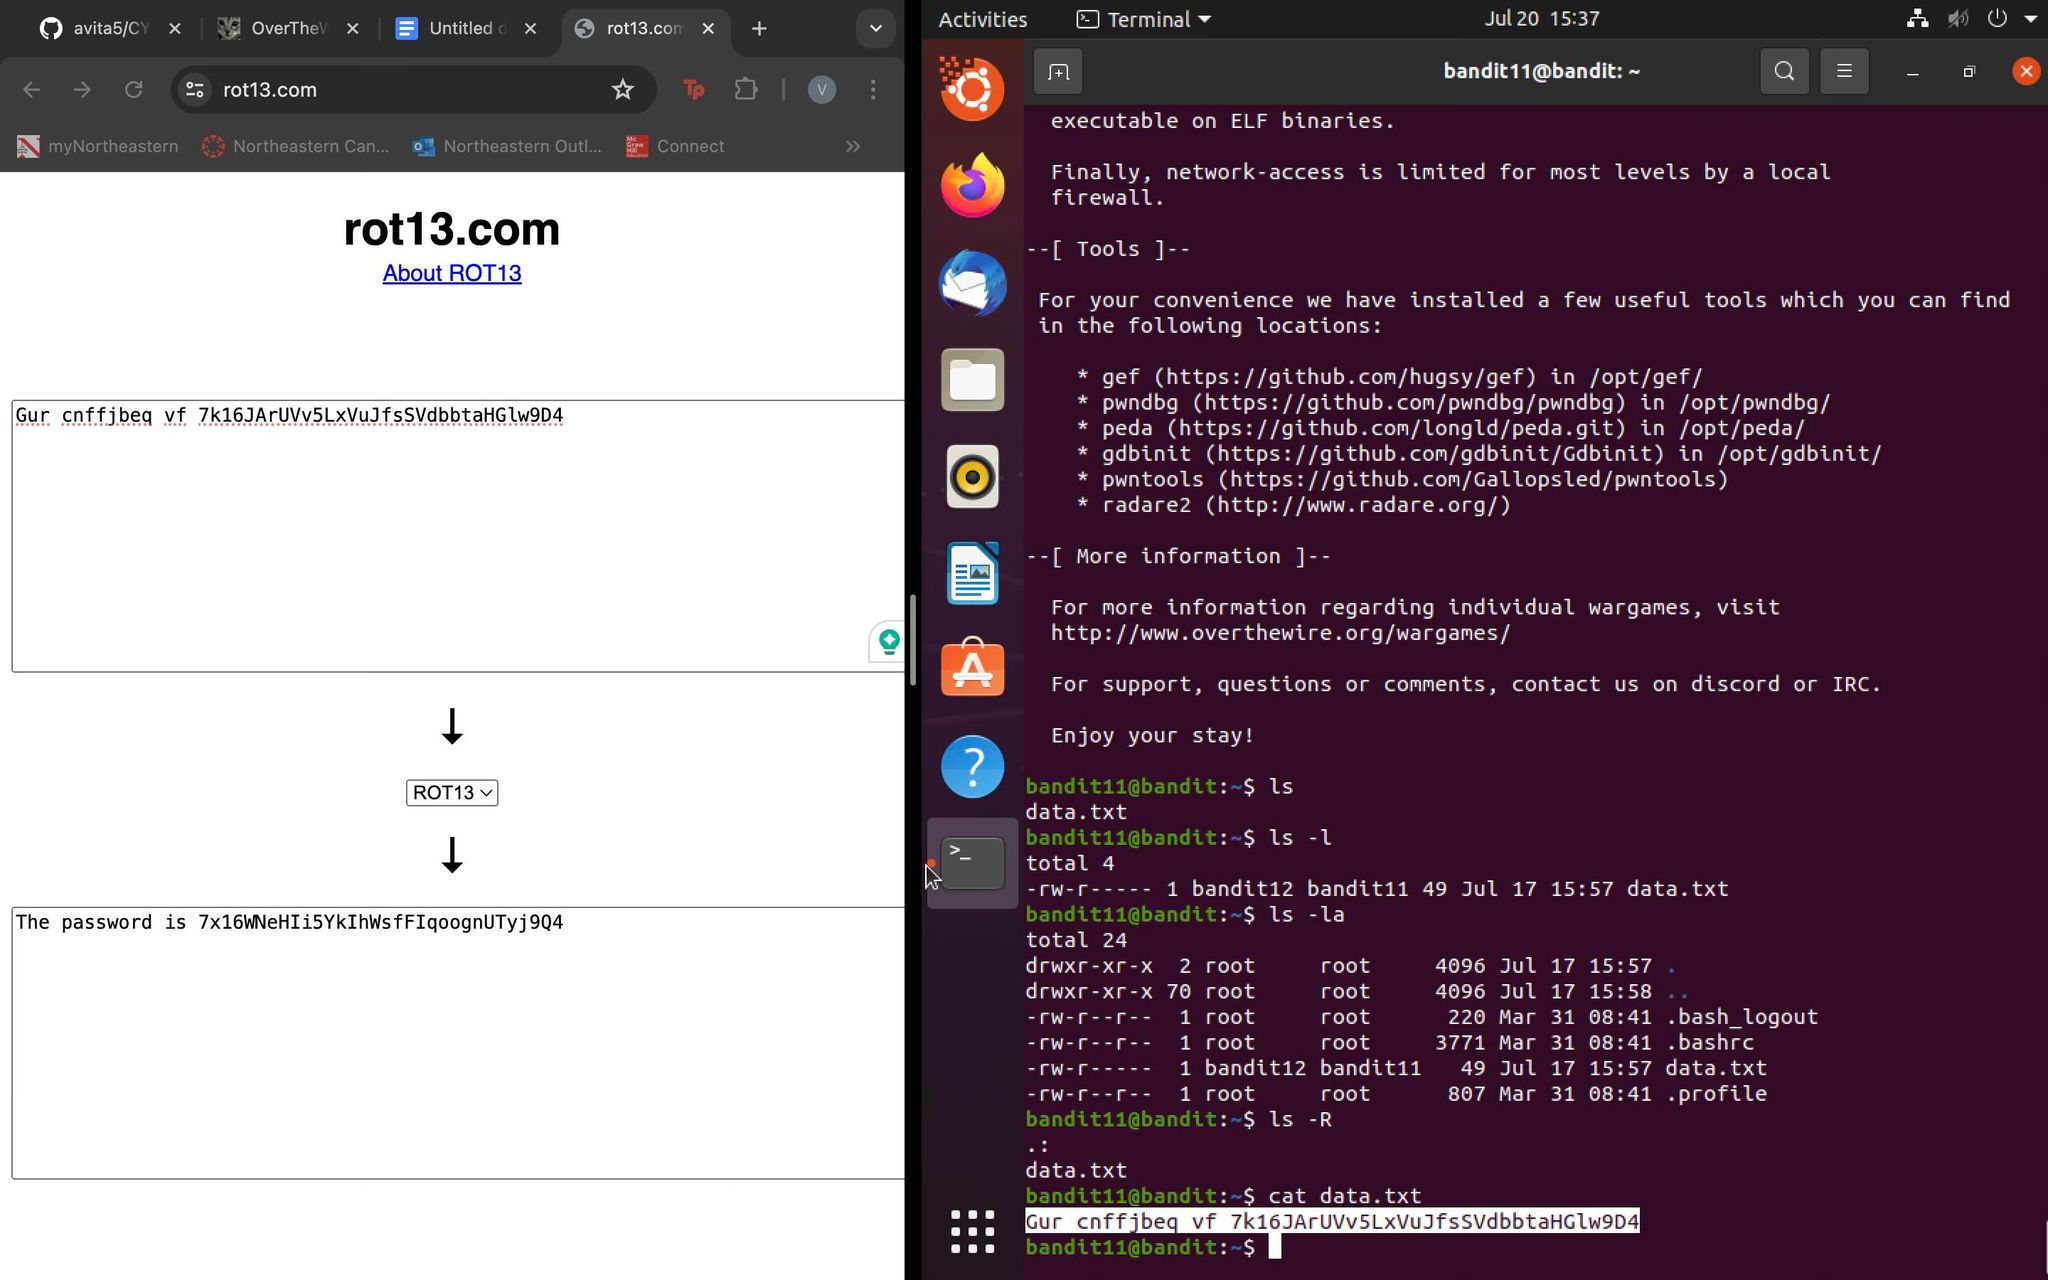 avita5/CY
OverTheW
Untitled d
rot13.com
rot13.com
Tp
V
myNortheastern
Northeastern Can...
Northeastern Outl...
Mc Graw Hill Education
Connect
rot13.com
About ROT13
Gur cnffjbeq vf 7k16JArUVv5LxVuJfsSVdbbtaHGlw9D4
ROT13
The password is 7x16WNeHIi5YkIhWsfFIqoognUTyj9Q4
Activities
Terminal
Jul 20 15:37
bandit11@bandit: ~
executable on ELF binaries.
Finally, network-access is limited for most levels by a local
firewall.
--[ Tools ]--
For your convenience we have installed a few useful tools which you can find
in the following locations:
* gef (https://github.com/hugsy/gef) in /opt/gef/
* pwndbg (https://github.com/pwndbg/pwndbg) in /opt/pwndbg/
* peda (https://github.com/longld/peda.git) in /opt/peda/
* gdbinit (https://github.com/gdbinit/Gdbinit) in /opt/gdbinit/
* pwntools (https://github.com/Gallopsled/pwntools)
* radare2 (http://www.radare.org/)
--[ More information ]--
For more information regarding individual wargames, visit
http://www.overthewire.org/wargames/
For support, questions or comments, contact us on discord or IRC.
Enjoy your stay!
bandit11@bandit:~$ ls
data.txt
bandit11@bandit:~$ ls -l
total 4
-rw-r----- 1 bandit12 bandit11 49 Jul 17 15:57 data.txt
bandit11@bandit:~$ ls -la
total 24
drwxr-xr-x  2 root     root     4096 Jul 17 15:57 .
drwxr-xr-x 70 root     root     4096 Jul 17 15:58 ..
-rw-r--r--  1 root     root      220 Mar 31 08:41 .bash_logout
-rw-r--r--  1 root     root     3771 Mar 31 08:41 .bashrc
-rw-r-----  1 bandit12 bandit11   49 Jul 17 15:57 data.txt
-rw-r--r--  1 root     root      807 Mar 31 08:41 .profile
bandit11@bandit:~$ ls -R
.:
data.txt
bandit11@bandit:~$ cat data.txt
Gur cnffjbeq vf 7k16JArUVv5LxVuJfsSVdbbtaHGlw9D4
bandit11@bandit:~$